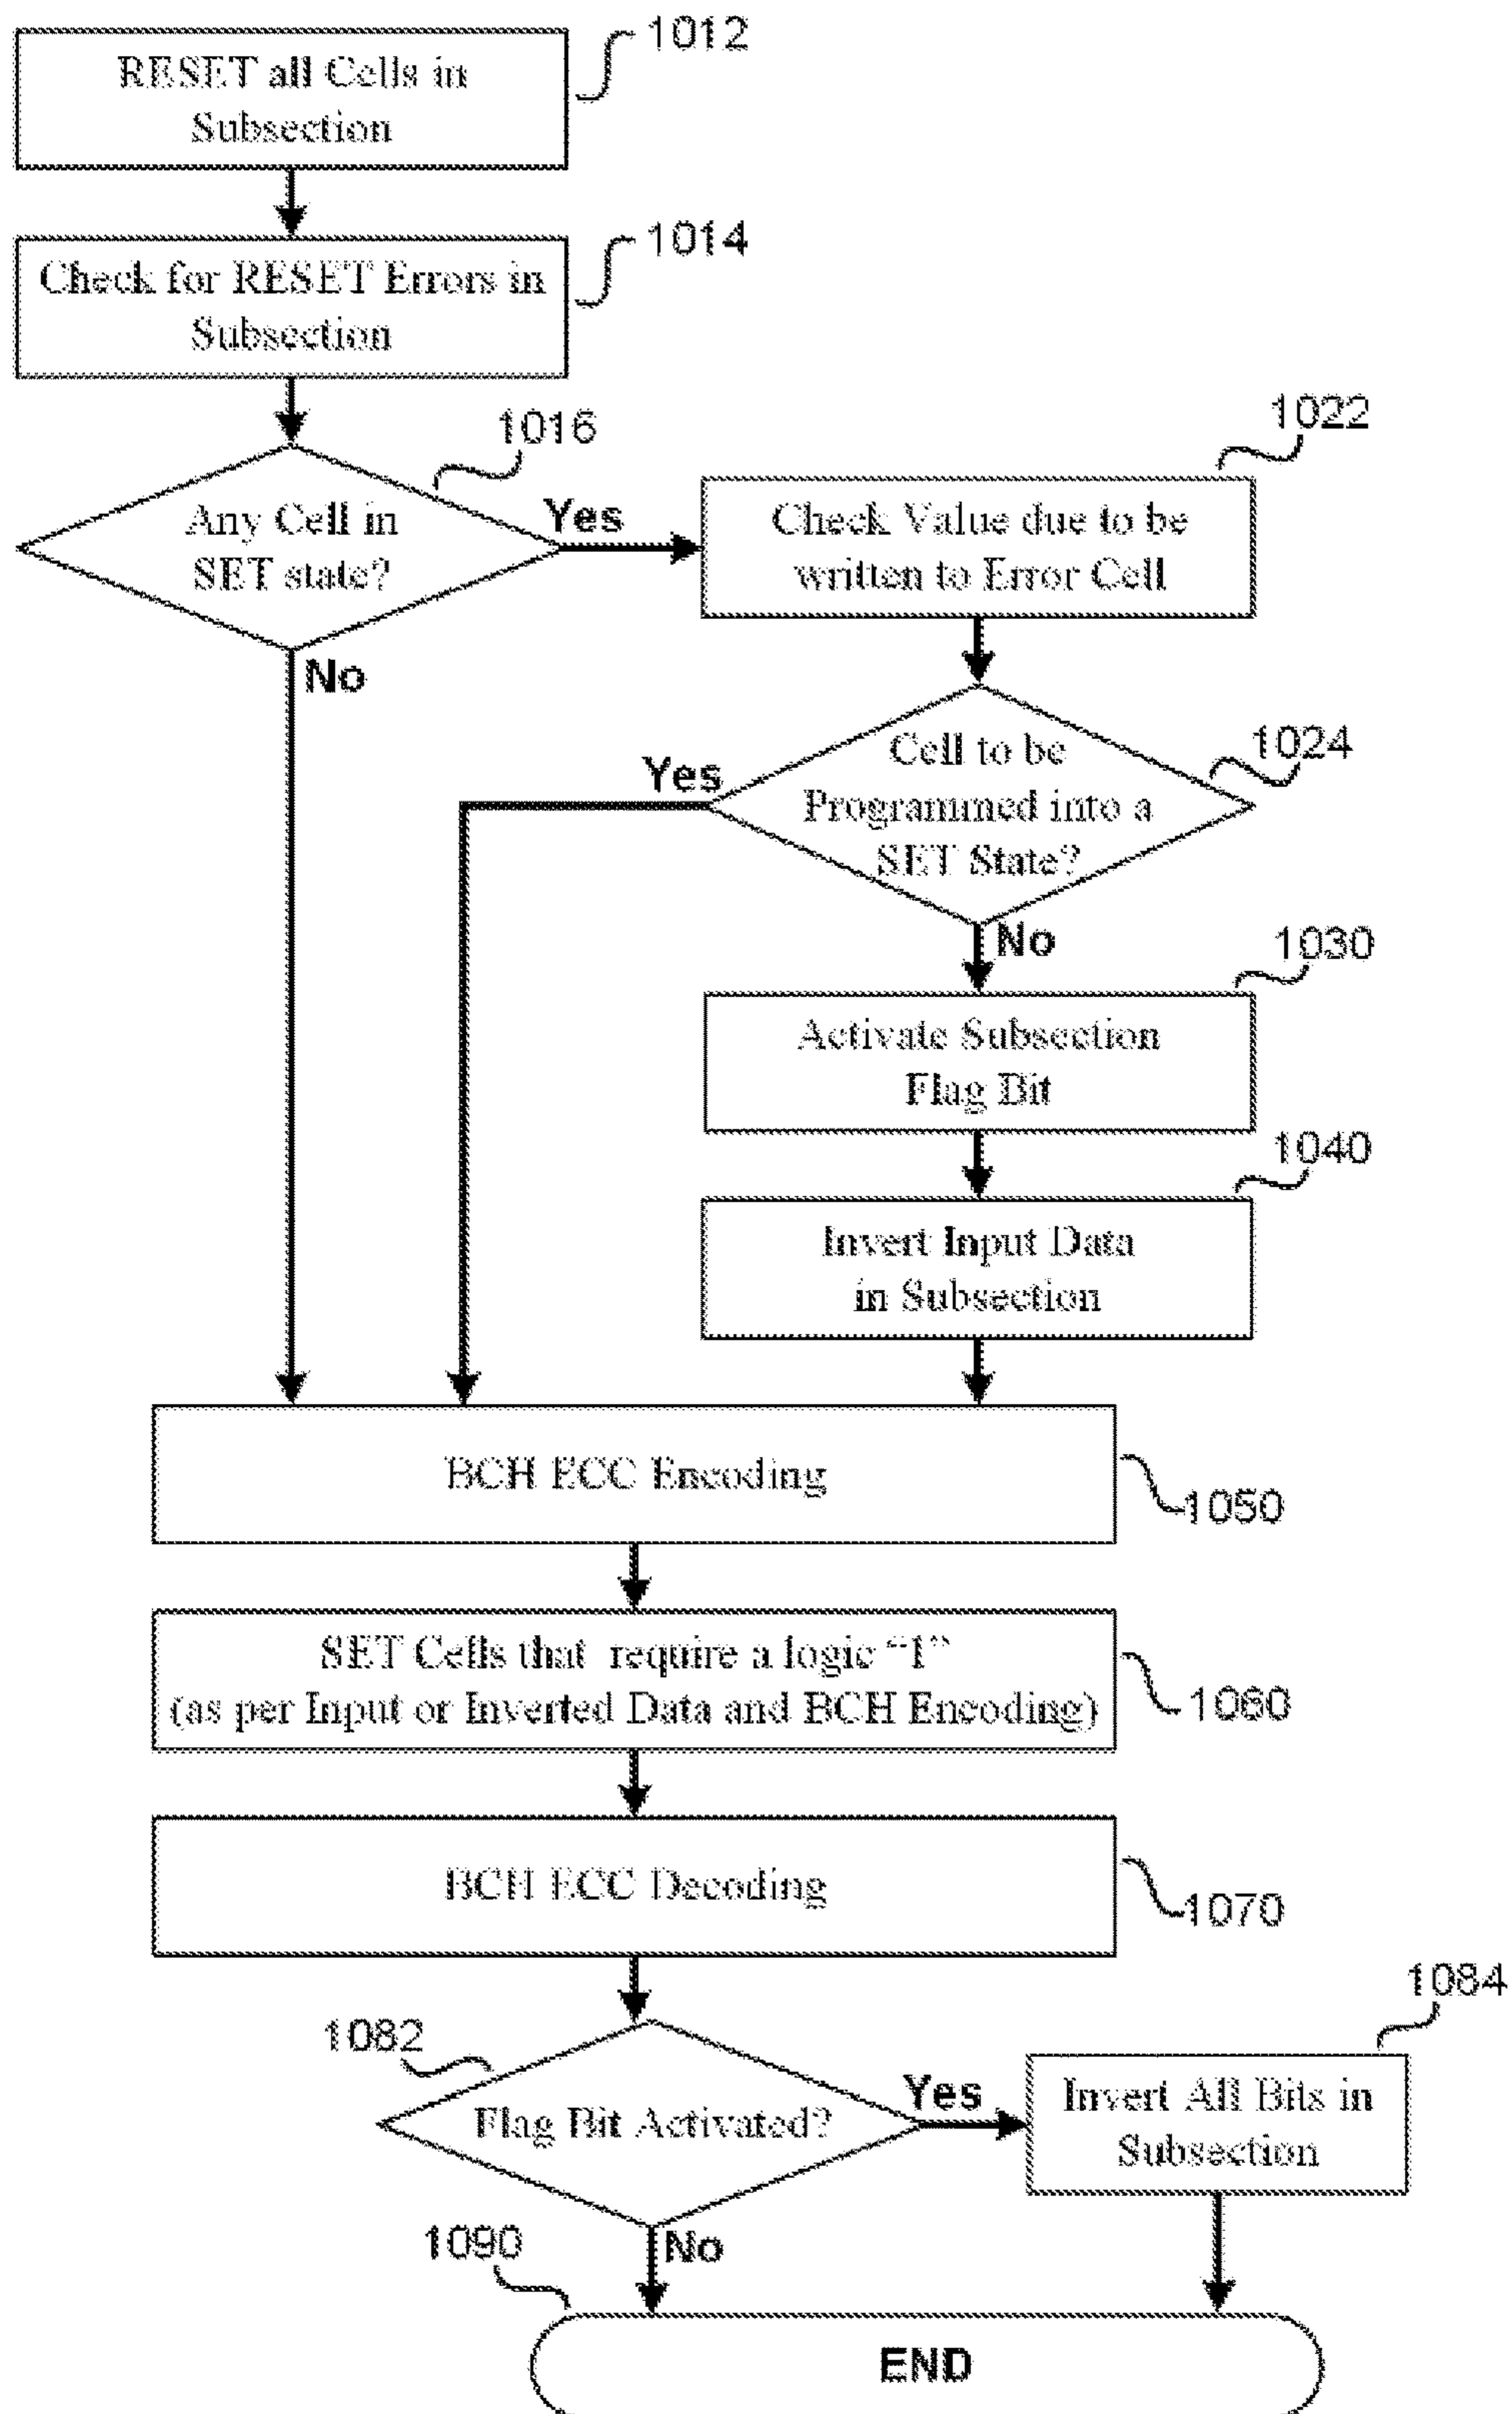 1012
RESET all Cells in
Subsection
1014
Check for RESET Errors in
Subsection
1016
Any Cell in
SET state?
Yes
No
1022
Check Value due to be
written to Error Cell
1024
Cell to be
Programmed into a
SET State?
Yes
No
1030
Activate Subsection
Flag Bit
1040
Invert Input Data
in Subsection
BCH ECC Encoding
1050
SET Cells that require a logic “1”
(as per Input or Inverted Data and BCH Encoding)
1060
BCH ECC Decoding
1070
1082
Flag Bit Activated?
Yes
No
1084
Invert All Bits in
Subsection
1090
END